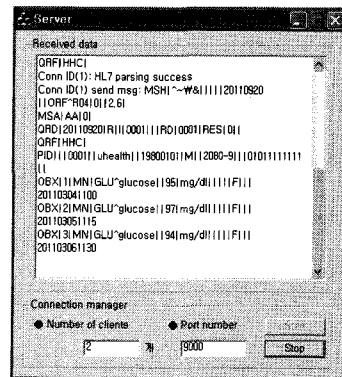 Server
Received data
QRF|HHC|
Conn ID(1): HL7 parsing success
Conn ID(1) send msg: MSH|^~₩&|||||20110920
||ORF^R04|0||2,6|
MSA|AA|0|
QRD|20110920|R|I|0001|||RD|0001|RES|0||
QRF|HHC|
PID|||0001||uhealth||19800101|M||2080-9|||01011111111
||
OBX|1|MN|GLU^glucose||95|mg/dl|||||F|||
201103041100
OBX|2|MN|GLU^glucose||97|mg/dl|||||F|||
201103051115
OBX|3|MN|GLU^glucose||94|mg/dl|||||F|||
201103061130
Connection manager
Number of clients
Port number
Start
2 개
9000
Stop